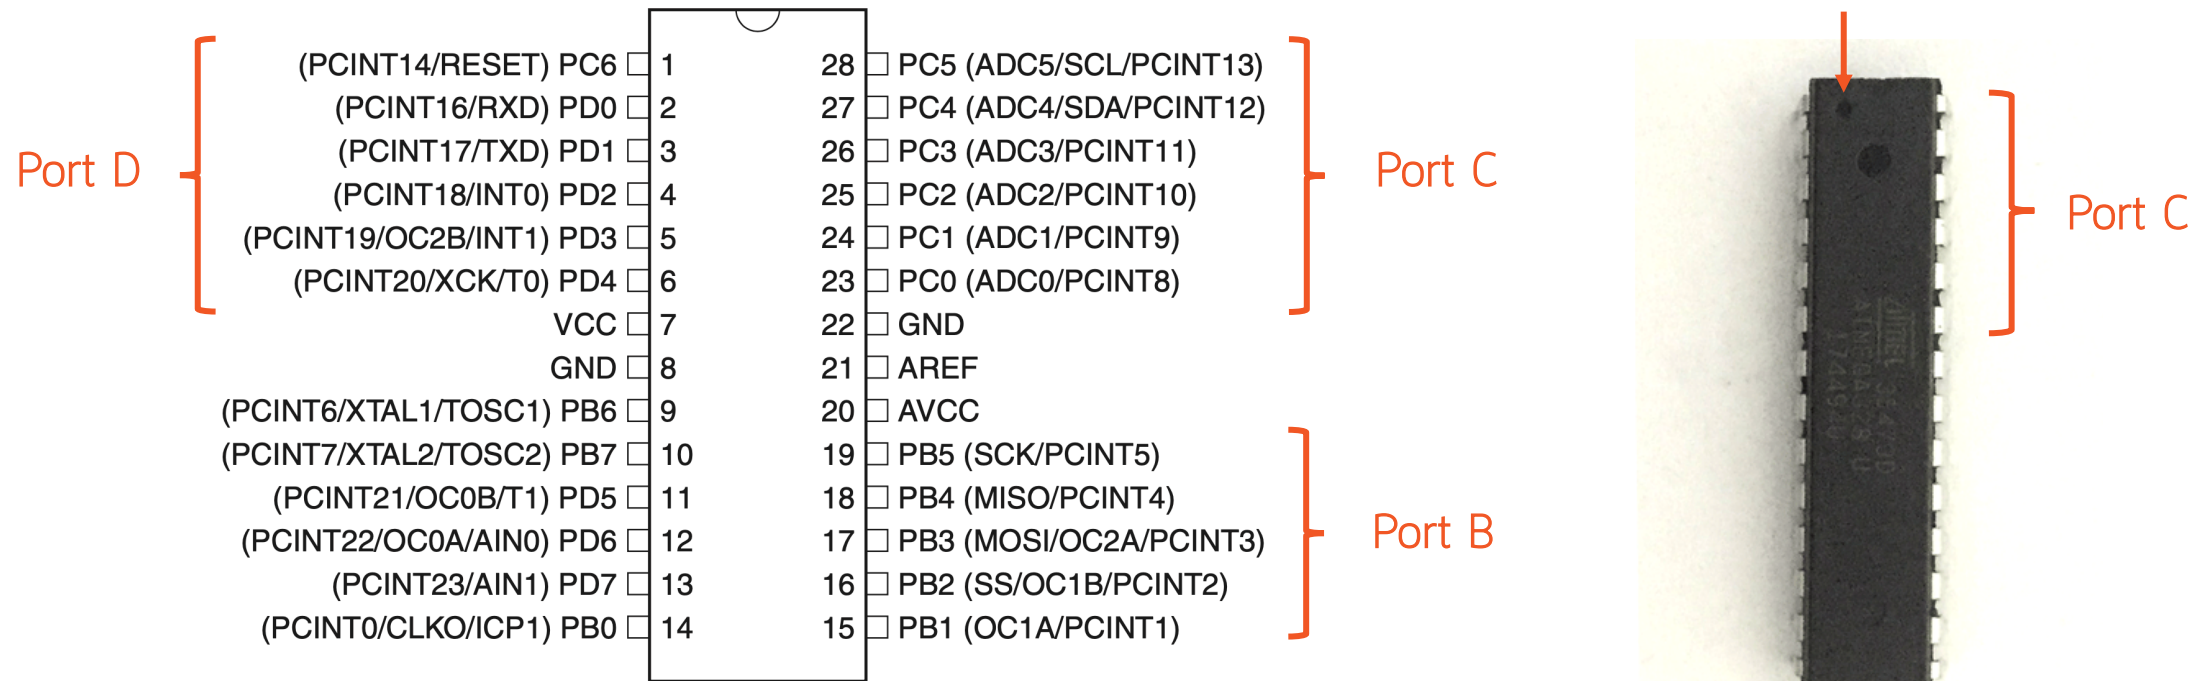 (PCINT14/RESET) PC6 1
(PCINT16/RXD) PD0 2
(PCINT17/TXD) PD1 3
(PCINT18/INT0) PD2 4
(PCINT19/OC2B/INT1) PD3 5
(PCINT20/XCK/T0) PD4 6
VCC 7
GND 8
(PCINT6/XTAL1/TOSC1) PB6 9
(PCINT7/XTAL2/TOSC2) PB7 10
(PCINT21/OC0B/T1) PD5 11
(PCINT22/OC0A/AIN0) PD6 12
(PCINT23/AIN1) PD7 13
(PCINT0/CLKO/ICP1) PB0 14
Port D
28 PC5 (ADC5/SCL/PCINT13)
27 PC4 (ADC4/SDA/PCINT12)
26 PC3 (ADC3/PCINT11)
25 PC2 (ADC2/PCINT10)
24 PC1 (ADC1/PCINT9)
23 PC0 (ADC0/PCINT8)
22 GND
21 AREF
20 AVCC
19 PB5 (SCK/PCINT5)
18 PB4 (MISO/PCINT4)
17 PB3 (MOSI/OC2A/PCINT3)
16 PB2 (SS/OC1B/PCINT2)
15 PB1 (OC1A/PCINT1)
Port C
Port B
Port C
Atmel